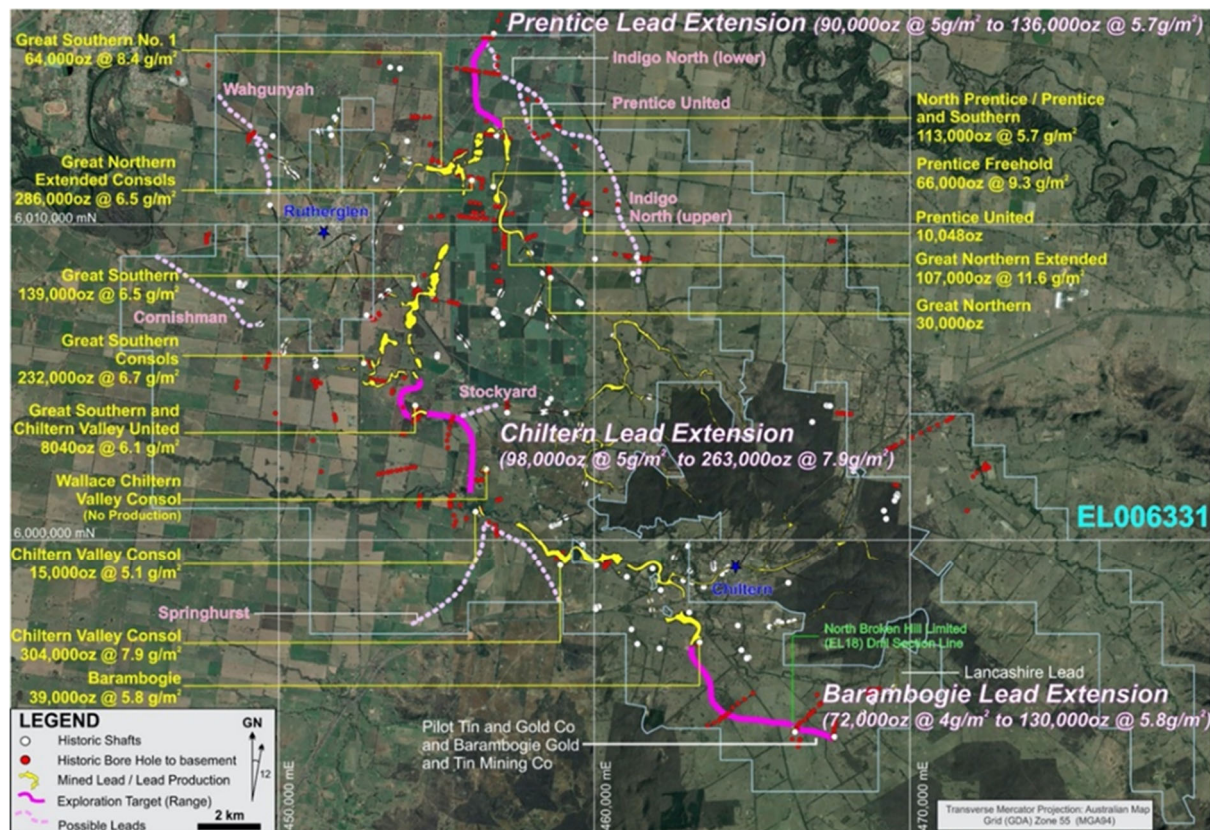 Prentice Lead Extension (90,000oz @ 5g/m² to 136,000oz @ 5.7g/m²)
Great Southern No. 1
64,000oz @ 8.4 g/m²
Indigo North (lower)
Wahgunyah
Prentice United
North Prentice / Prentice
and Southern
113,000oz @ 5.7 g/m²
Great Northern
Extended Consols
286,000oz @ 6.5 g/m²
Prentice Freehold
66,000oz @ 9.3 g/m²
Rutherglen
Indigo
North (upper)
6,010,000 mN
Prentice United
10,048oz
Great Northern Extended
107,000oz @ 11.6 g/m²
Great Southern
139,000oz @ 6.5 g/m²
Great Northern
30,000oz
Cornishman
Great Southern
Consols
232,000oz @ 6.7 g/m²
Stockyard
Great Southern and
Chiltern Valley United
8040oz @ 6.1 g/m²
Chiltern Lead Extension
(98,000oz @ 5g/m² to 263,000oz @ 7.9g/m²)
Wallace Chiltern
Valley Consol
(No Production)
EL006331
6,000,000 mN
Chiltern Valley Consol
15,000oz @ 5.1 g/m²
Chiltern
Springhurst
Chiltern Valley Consol
304,000oz @ 7.9 g/m²
North Broken Hill Limited
(EL18) Drill Section Line
Lancashire Lead
Barambogie
39,000oz @ 5.8 g/m²
Barambogie Lead Extension
(72,000oz @ 4g/m² to 130,000oz @ 5.8g/m²)
Pilot Tin and Gold Co
and Barambogie Gold
and Tin Mining Co
LEGEND
GN
12
Historic Shafts
Historic Bore Hole to basement
Mined Lead / Lead Production
Exploration Target (Range)
Possible Leads
2 km
450,000 mE
460,000 mE
470,000 mE
Transverse Mercator Projection: Australian Map
Grid (GDA) Zone 55 (MGA94)